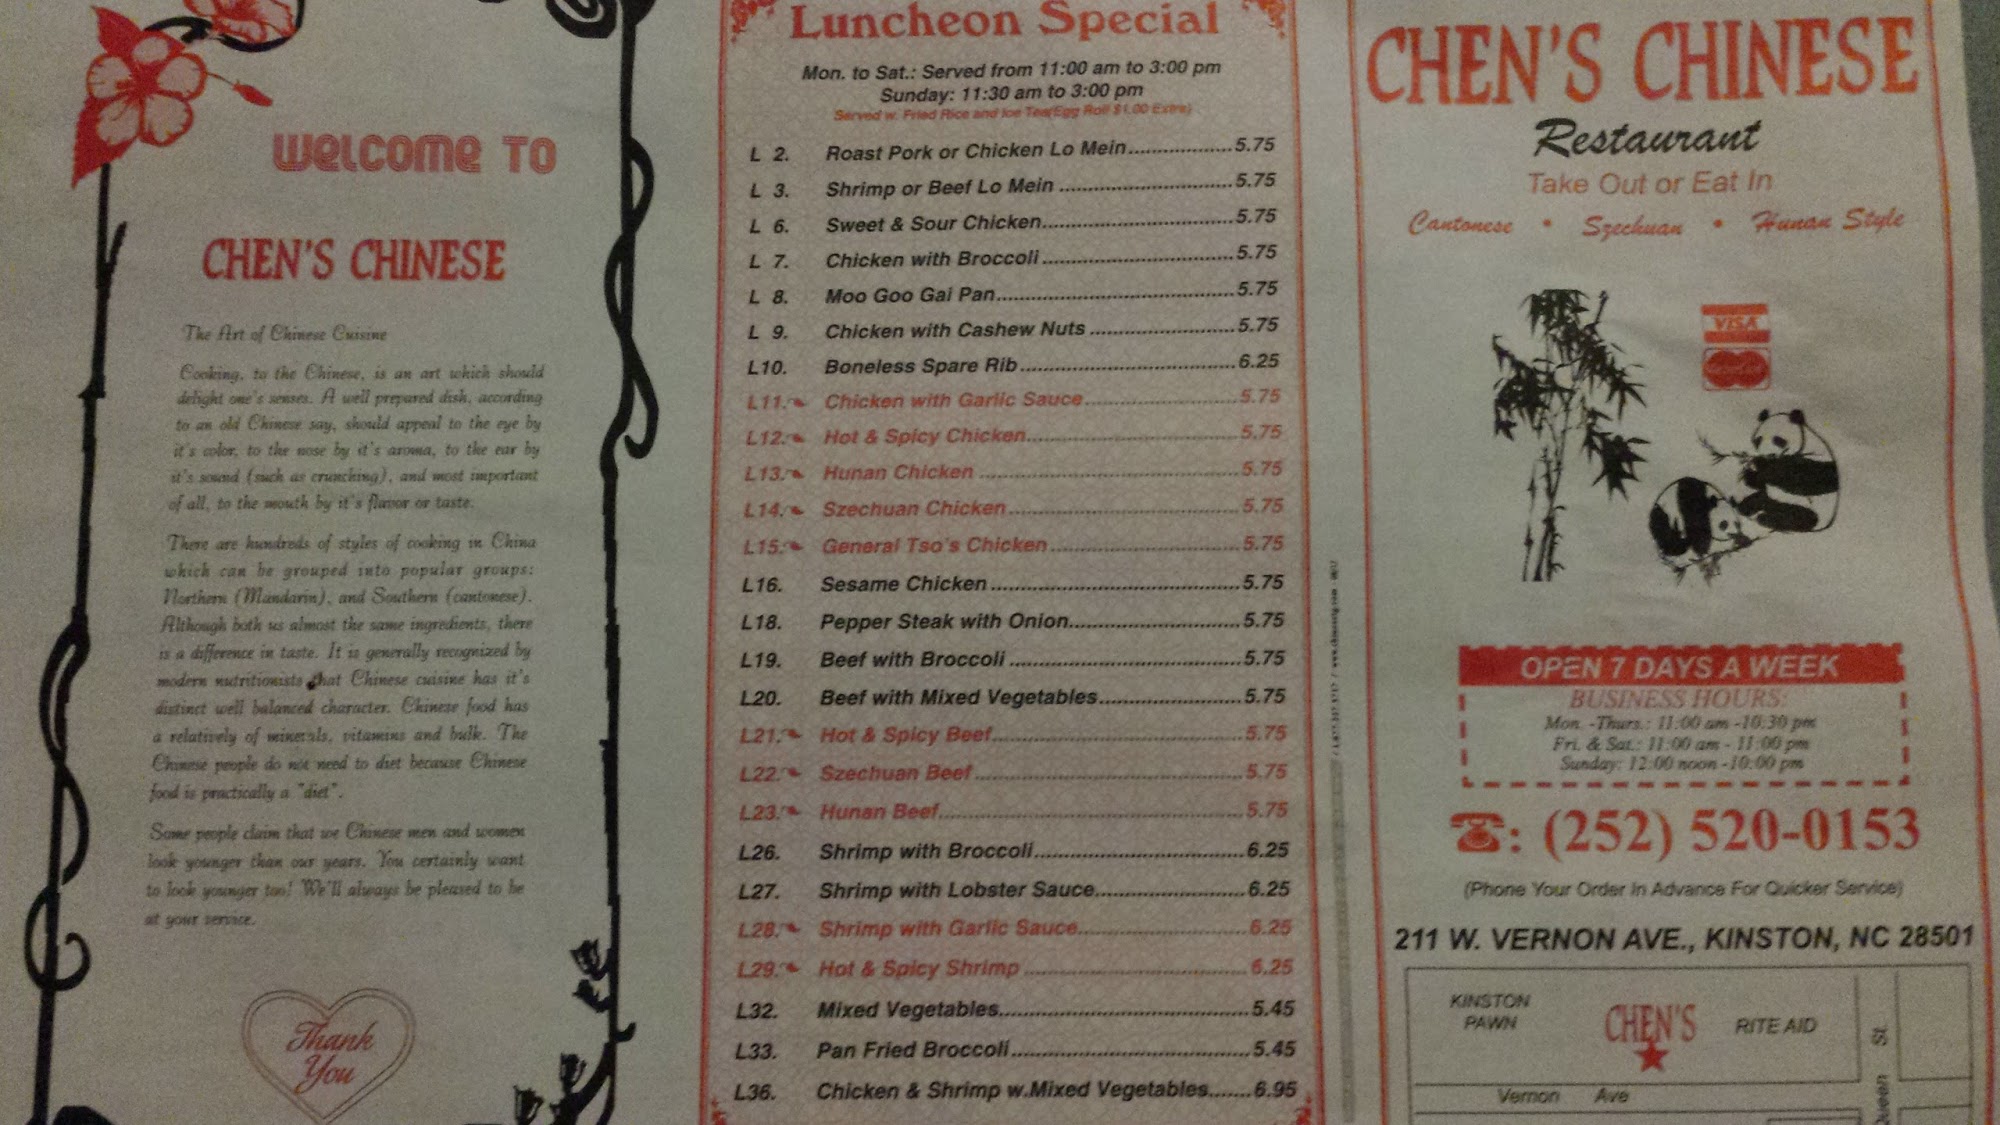 WELCOME TO
CHEN'S CHINESE
The Art of Chinese Cuisine
Cooking, to the Chinese, is an art which should
delight one's senses. A well prepared dish, according
to an old Chinese say, should appeal to the eye by
it's color, to the nose by it's aroma, to the ear by
it's sound (such as crunching), and most important
of all, to the mouth by it's flavor or taste.
There are hundreds of styles of cooking in China
which can be grouped into popular groups:
Northern (Mandarin), and Southern (cantonese).
Although both us almost the same ingredients, there
is a difference in taste. It is generally recognized by
modern nutritionists that Chinese cuisine has it's
distinct well balanced character. Chinese food has
a relatively of minerals, vitamins and bulk. The
Chinese people do not need to diet because Chinese
food is practically a "diet".
Some people claim that we Chinese men and women
look younger than our years. You certainly want
to look younger too! We'll always be pleased to be
at your service.
Thank
You
Luncheon Special
Mon. to Sat.: Served from 11:00 am to 3:00 pm
Sunday: 11:30 am to 3:00 pm
Served w. Fried Rice and Ice Tea(Egg Roll $1.00 Extra)
L 2. Roast Pork or Chicken Lo Mein 5.75
L 3. Shrimp or Beef Lo Mein 5.75
L 6. Sweet & Sour Chicken 5.75
L 7. Chicken with Broccoli 5.75
L 8. Moo Goo Gai Pan 5.75
L 9. Chicken with Cashew Nuts 5.75
L10. Boneless Spare Rib 6.25
L11. Chicken with Garlic Sauce 5.75
L12. Hot & Spicy Chicken 5.75
L13. Hunan Chicken 5.75
L14. Szechuan Chicken 5.75
L15. General Tso's Chicken 5.75
L16. Sesame Chicken 5.75
L18. Pepper Steak with Onion 5.75
L19. Beef with Broccoli 5.75
L20. Beef with Mixed Vegetables 5.75
L21. Hot & Spicy Beef 5.75
L22. Szechuan Beef 5.75
L23. Hunan Beef 5.75
L26. Shrimp with Broccoli 6.25
L27. Shrimp with Lobster Sauce 6.25
L28. Shrimp with Garlic Sauce 6.25
L29. Hot & Spicy Shrimp 6.25
L32. Mixed Vegetables 5.45
L33. Pan Fried Broccoli 5.45
L36. Chicken & Shrimp w.Mixed Vegetables 6.95
CHEN'S CHINESE
Restaurant
Take Out or Eat In
Cantonese • Szechuan • Hunan Style
VISA
MasterCard
OPEN 7 DAYS A WEEK
BUSINESS HOURS:
Mon. -Thurs.: 11:00 am -10:30 pm
Fri. & Sat.: 11:00 am - 11:00 pm
Sunday: 12:00 noon -10:00 pm
: (252) 520-0153
(Phone Your Order In Advance For Quicker Service)
211 W. VERNON AVE., KINSTON, NC 28501
KINSTON
PAWN
CHEN'S
RITE AID
Vernon Ave
Queen St.